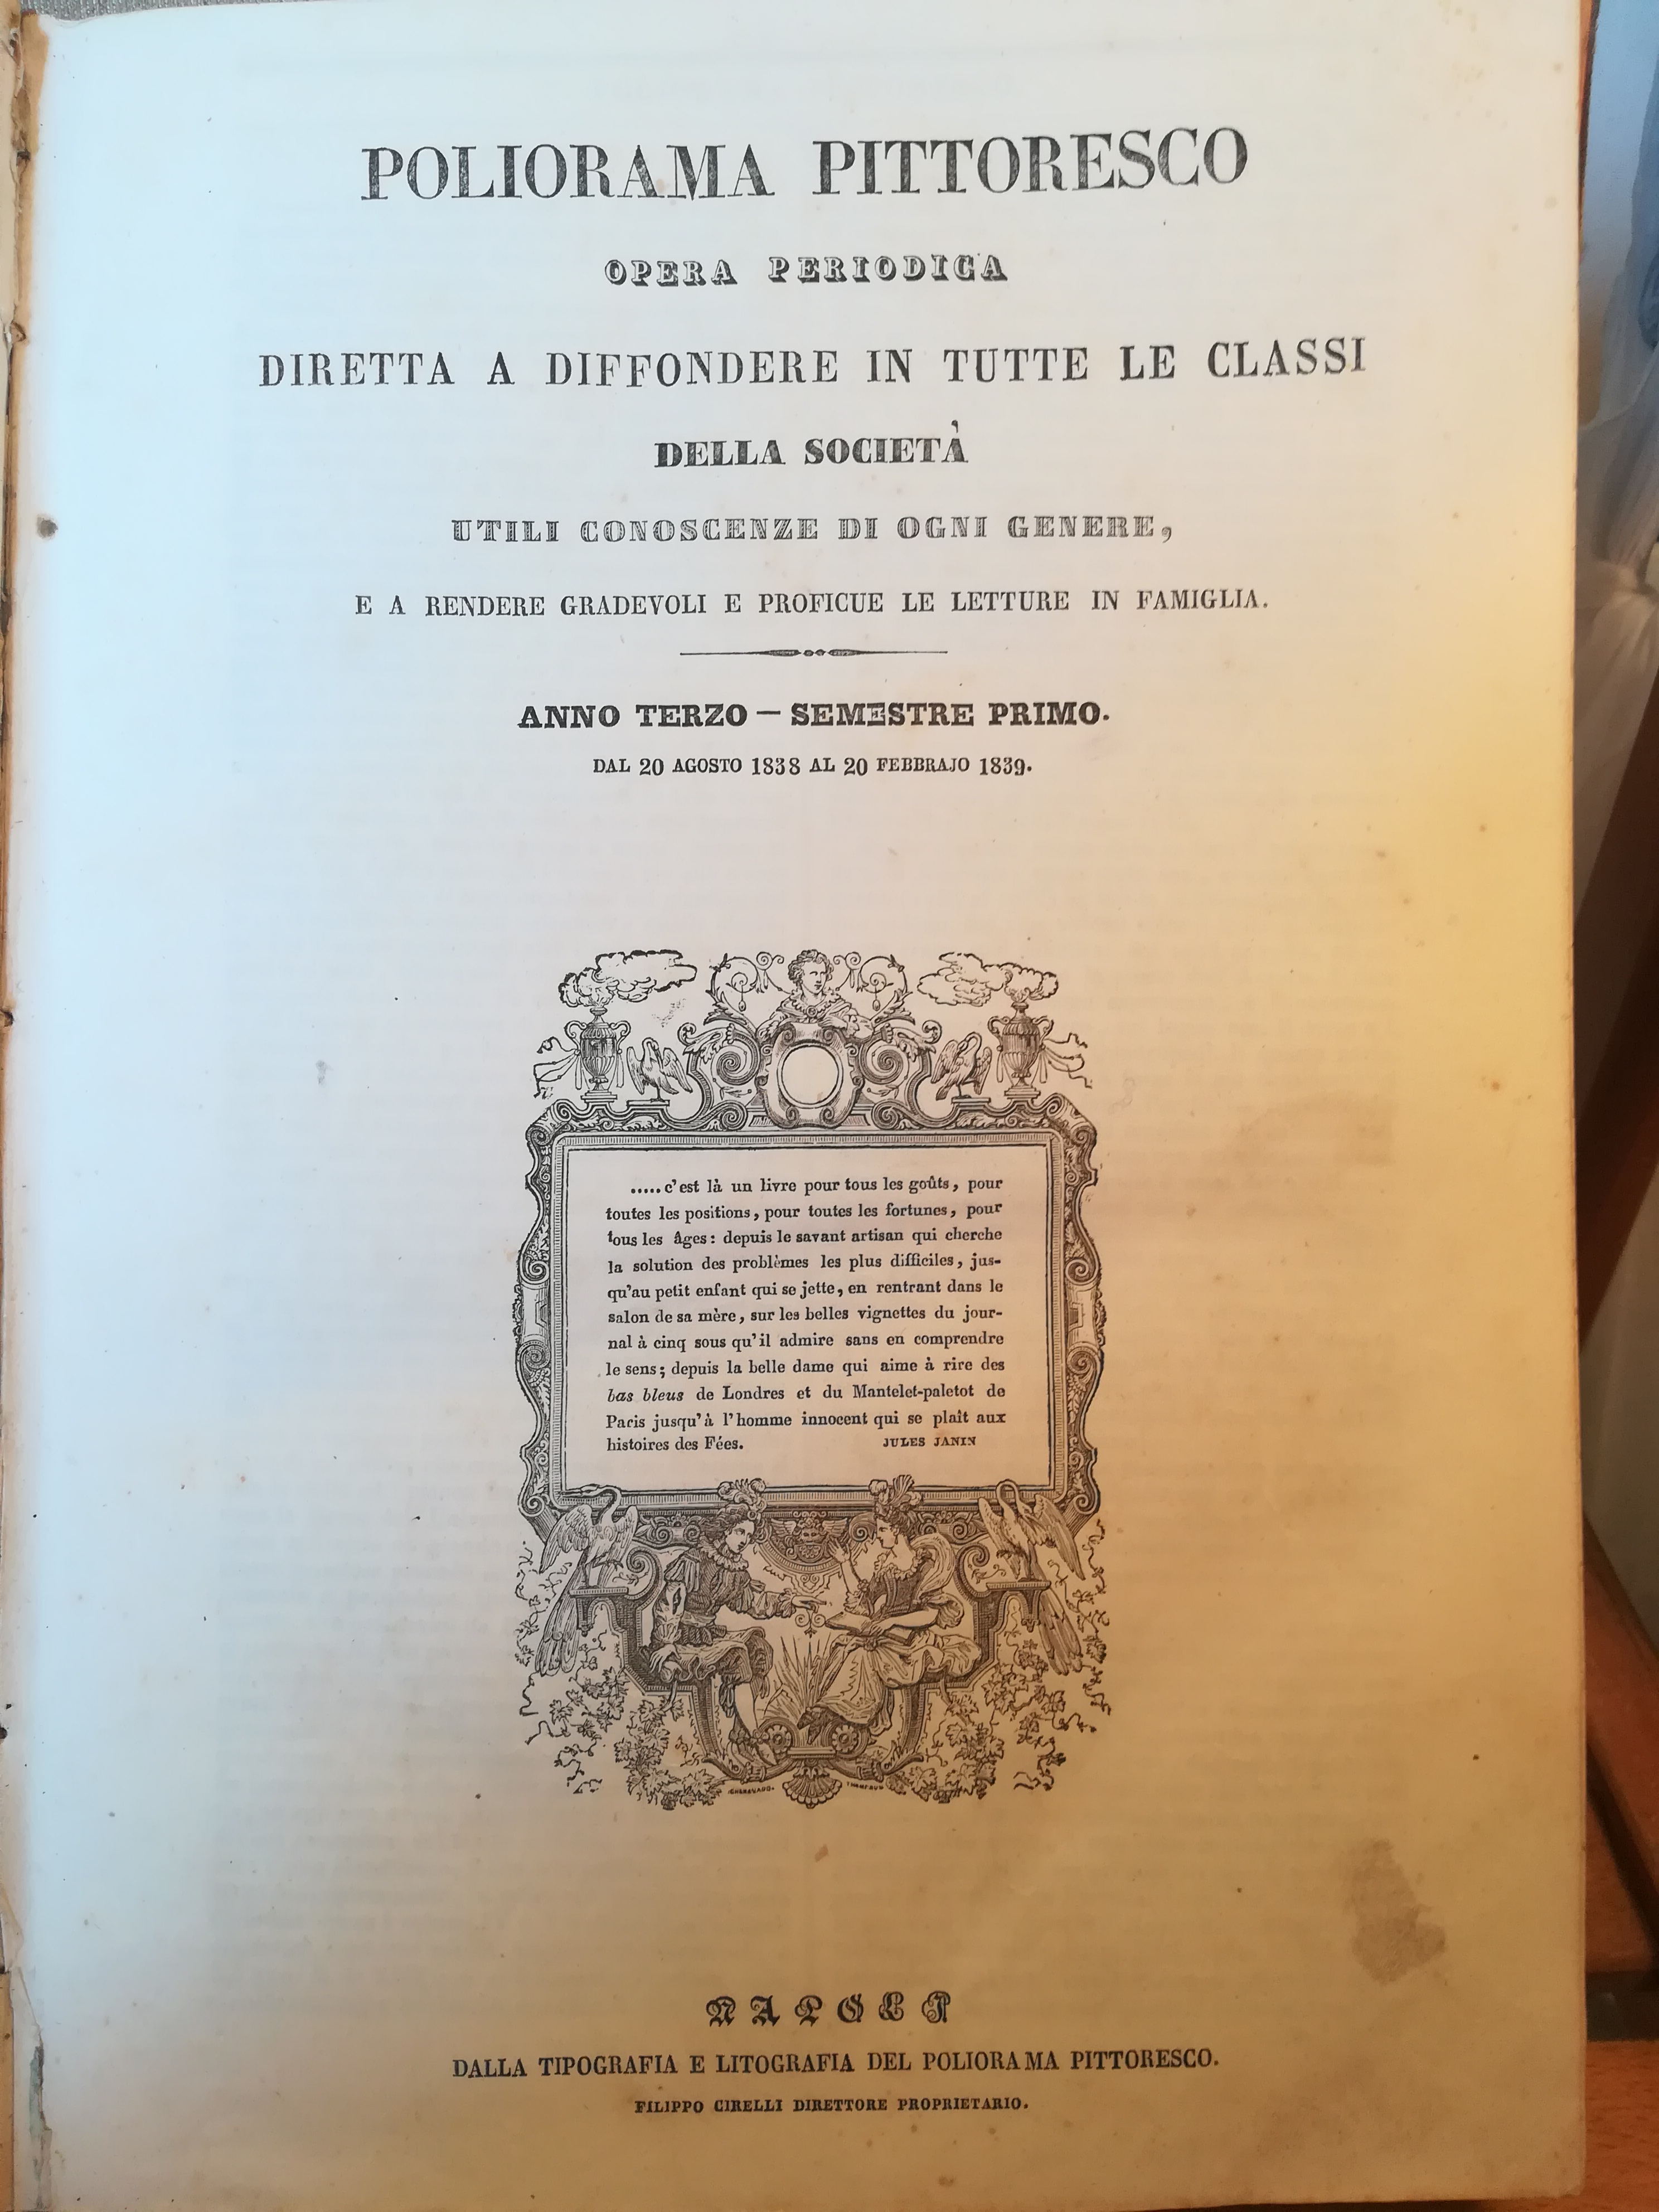 POLIORAMA PITTORESCO
OPERA PERIODICA
DIRETTA A DIFFONDERE IN TUTTE LE CLASSI
DELLA SOCIETÀ
UTILI CONOSCENZE DI OGNI GENERE,
E A RENDERE GRADEVOLI E PROFICUE LE LETTURE IN FAMIGLIA.
ANNO TERZO — SEMESTRE PRIMO.
DAL 20 AGOSTO 1838 AL 20 FEBBRAJO 1839.
.....c'est là un livre pour tous les goûts, pour
toutes les positions, pour toutes les fortunes, pour
tous les âges: depuis le savant artisan qui cherche
la solution des problèmes les plus difficiles, jus-
qu'au petit enfant qui se jette, en rentrant dans le
salon de sa mère, sur les belles vignettes du jour-
nal à cinq sous qu'il admire sans en comprendre
le sens; depuis la belle dame qui aime à rire des
bas bleus de Londres et du Mantelet-paletot de
Paris jusqu'à l'homme innocent qui se plaît aux
histoires des Fées. JULES JANIN
NAPOLI
DALLA TIPOGRAFIA E LITOGRAFIA DEL POLIORAMA PITTORESCO.
FILIPPO CIRELLI DIRETTORE PROPRIETARIO.